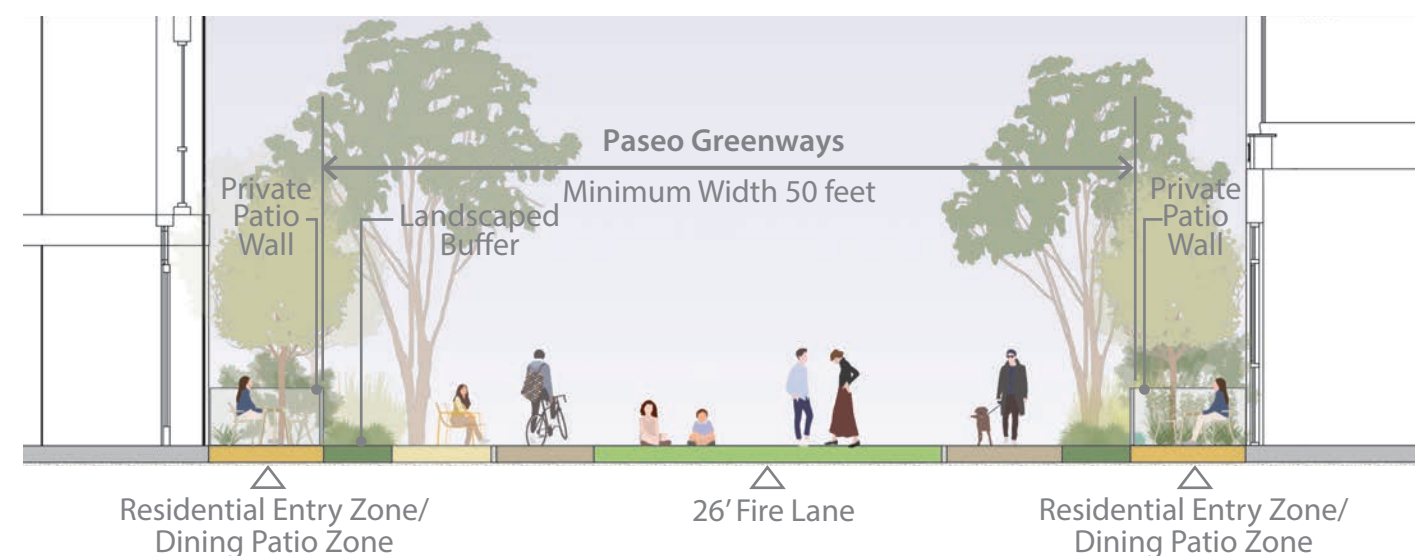 Paseo Greenways
Minimum Width 50 feet
Private
Patio
Wall
Landscaped
Buffer
Private
Patio
Wall
Residential Entry Zone/
Dining Patio Zone
26’ Fire Lane
Residential Entry Zone/
Dining Patio Zone